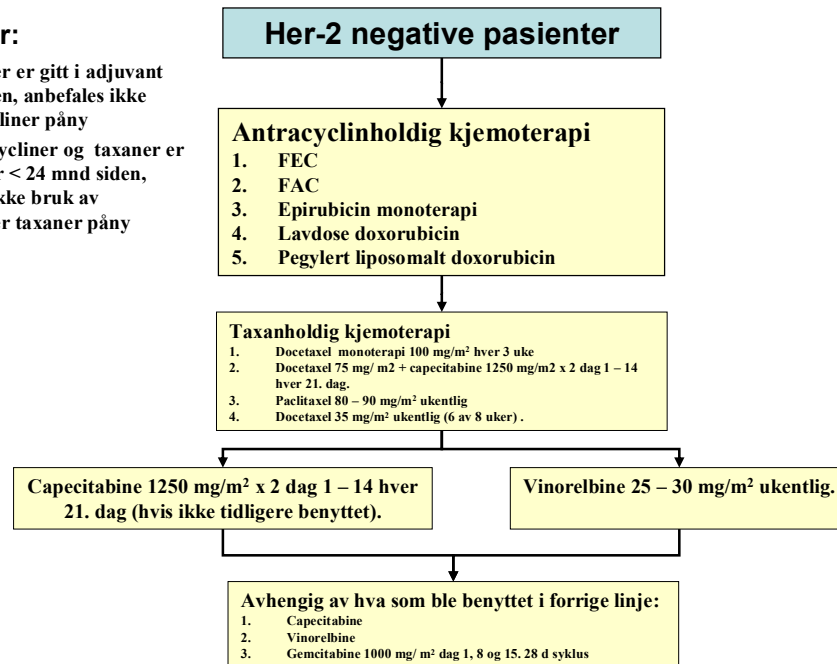 Her-2 negative pasienter
r:
er er gitt i adjuvant
en, anbefales ikke
liner påny
ycliner og taxaner er
r < 24 mnd siden,
kke bruk av
er taxaner påny
Antracyclinholdig kjemoterapi
1. FEC
2. FAC
3. Epirubicin monoterapi
4. Lavdose doxorubicin
5. Pegylert liposomalt doxorubicin
Taxanholdig kjemoterapi
1. Docetaxel monoterapi 100 mg/m² hver 3 uke
2. Docetaxel 75 mg/ m2 + capecitabine 1250 mg/m2 x 2 dag 1 – 14
hver 21. dag.
3. Paclitaxel 80 – 90 mg/m² ukentlig
4. Docetaxel 35 mg/m² ukentlig (6 av 8 uker) .
Capecitabine 1250 mg/m² x 2 dag 1 – 14 hver
21. dag (hvis ikke tidligere benyttet).
Vinorelbine 25 – 30 mg/m² ukentlig.
Avhengig av hva som ble benyttet i forrige linje:
1. Capecitabine
2. Vinorelbine
3. Gemcitabine 1000 mg/ m² dag 1, 8 og 15. 28 d syklus